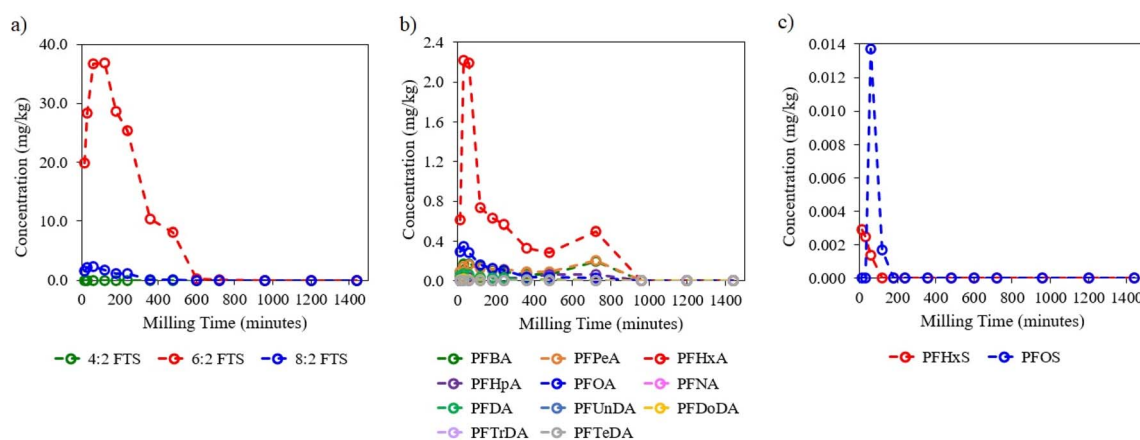 a)
Concentration (mg/kg)
40.0
30.0
20.0
10.0
0.0
0 200 400 600 800 1000 1200 1400
Milling Time (minutes)
4:2 FTS 6:2 FTS 8:2 FTS
b)
Concentration (mg/kg)
2.4
2.0
1.6
1.2
0.8
0.4
0.0
0 200 400 600 800 1000 1200 1400
Milling Time (minutes)
PFBA PFPeA PFHxA
PFHpA PFOA PFNA
PFDA PFUnDA PFDoDA
PFTrDA PFTeDA
c)
Concentration (mg/kg)
0.014
0.012
0.010
0.008
0.006
0.004
0.002
0.000
0 200 400 600 800 1000 1200 1400
Milling Time (minutes)
PFHxS PFOS